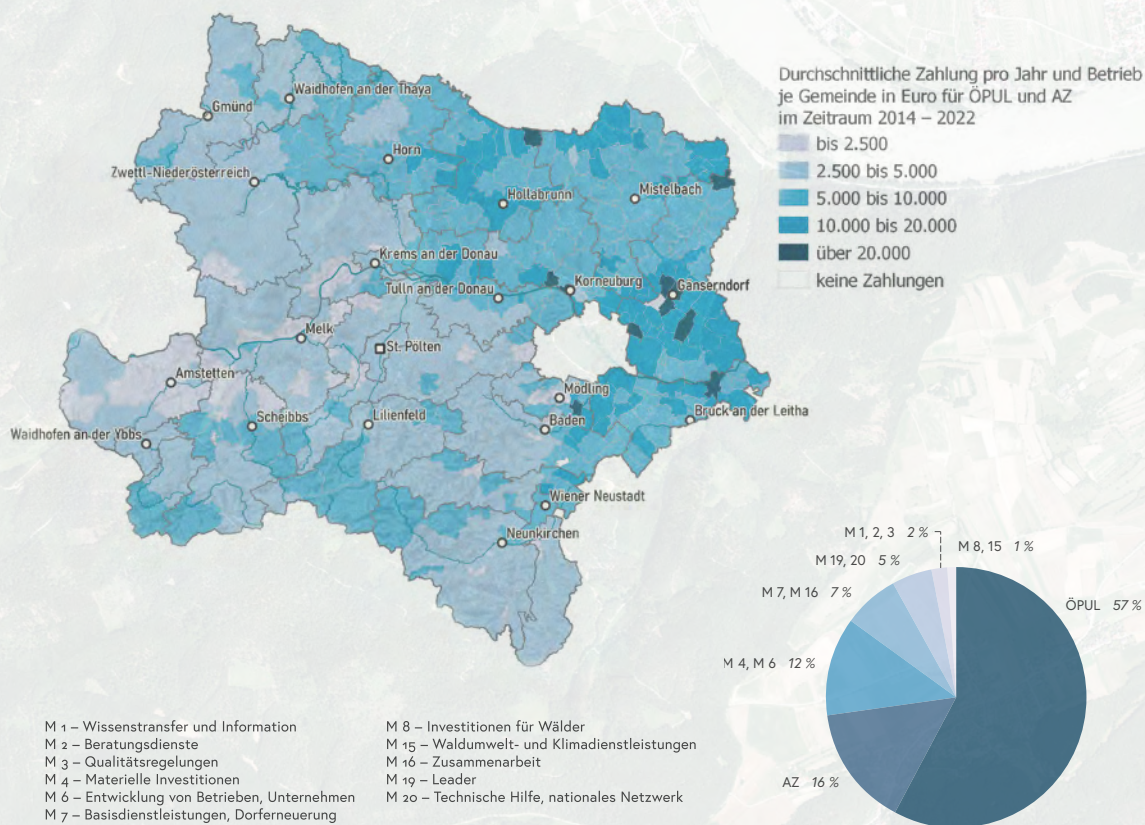 Durchschnittliche Zahlung pro Jahr und Betrieb
je Gemeinde in Euro für ÖPUL und AZ
im Zeitraum 2014 – 2022
bis 2.500
2.500 bis 5.000
5.000 bis 10.000
10.000 bis 20.000
über 20.000
keine Zahlungen
Waidhofen an der Thaya
Gmünd
Horn
Zwettl-Niederösterreich
Hollabrunn
Mistelbach
Krems an der Donau
Tulln an der Donau
Korneuburg
Gänserndorf
Melk
St. Pölten
Amstetten
Mödling
Scheibbs
Lilienfeld
Baden
Bruck an der Leitha
Waidhofen an der Ybbs
Wiener Neustadt
Neunkirchen
M 1, 2, 3 2 %
M 8, 15 1 %
M 19, 20 5 %
M 7, M 16 7 %
ÖPUL 57 %
M 4, M 6 12 %
AZ 16 %
M 1 – Wissenstransfer und Information
M 2 – Beratungsdienste
M 3 – Qualitätsregelungen
M 4 – Materielle Investitionen
M 6 – Entwicklung von Betrieben, Unternehmen
M 7 – Basisdienstleistungen, Dorferneuerung
M 8 – Investitionen für Wälder
M 15 – Waldumwelt- und Klimadienstleistungen
M 16 – Zusammenarbeit
M 19 – Leader
M 20 – Technische Hilfe, nationales Netzwerk